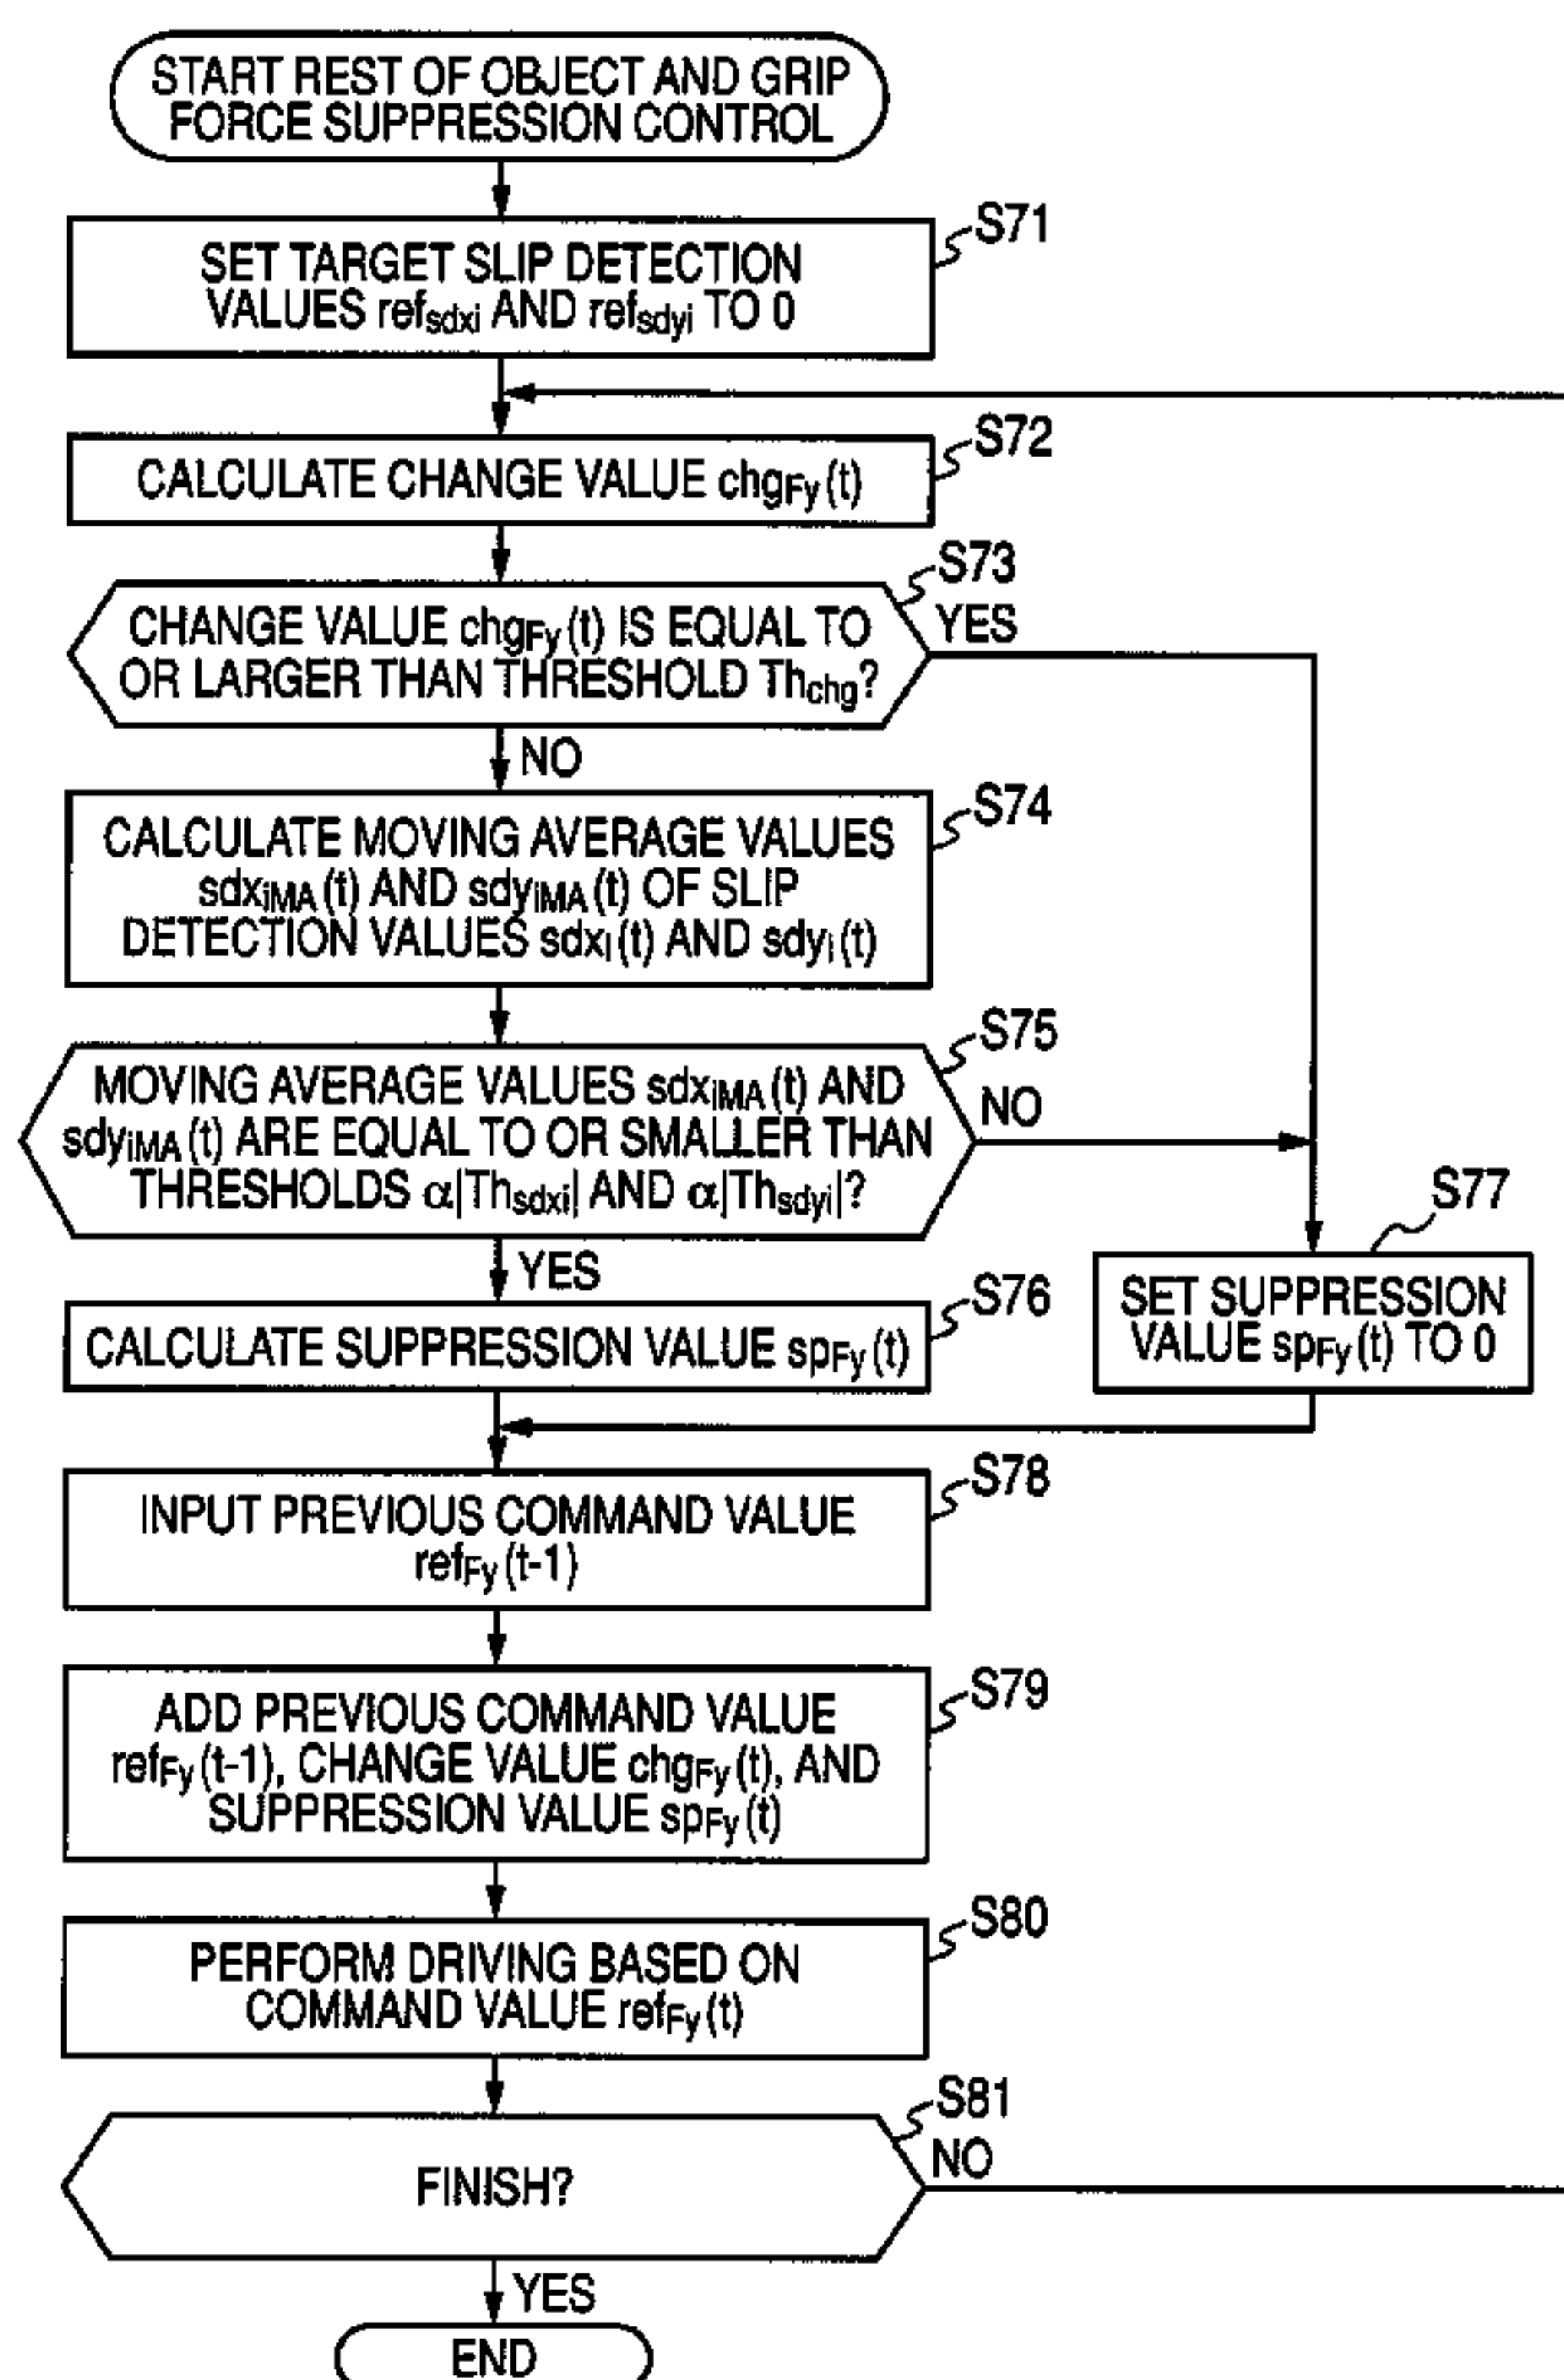 START REST OF OBJECT AND GRIP
FORCE SUPPRESSION CONTROL
S71
SET TARGET SLIP DETECTION
VALUES refsdxi AND refsdyi TO 0
S72
CALCULATE CHANGE VALUE chgFy(t)
S73
CHANGE VALUE chgFy(t) IS EQUAL TO
OR LARGER THAN THRESHOLD Thchg?
YES
NO
S74
CALCULATE MOVING AVERAGE VALUES
sdxiMA(t) AND sdyiMA(t) OF SLIP
DETECTION VALUES sdxi(t) AND sdyi(t)
S75
MOVING AVERAGE VALUES sdxiMA(t) AND
sdyiMA(t) ARE EQUAL TO OR SMALLER THAN
THRESHOLDS α|Thsdxi| AND α|Thsdyi|?
NO
YES
S76
CALCULATE SUPPRESSION VALUE spFy(t)
S77
SET SUPPRESSION
VALUE spFy(t) TO 0
S78
INPUT PREVIOUS COMMAND VALUE
refFy(t-1)
S79
ADD PREVIOUS COMMAND VALUE
refFy(t-1), CHANGE VALUE chgFy(t), AND
SUPPRESSION VALUE spFy(t)
S80
PERFORM DRIVING BASED ON
COMMAND VALUE refFy(t)
S81
FINISH?
NO
YES
END